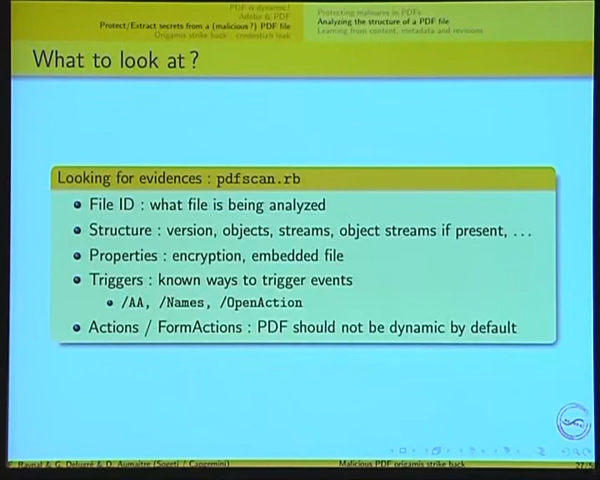 PDF is dynamic !
Adobe & PDF
Protect/Extract secrets from a (malicious?) PDF file
Origamis strike back : credentials leak
Protecting malwares in PDFs
Analyzing the structure of a PDF file
Learning from content, metadata and revisions
What to look at ?
Looking for evidences : pdfscan.rb
File ID : what file is being analyzed
Structure : version, objects, streams, object streams if present, ...
Properties : encryption, embedded file
Triggers : known ways to trigger events
/AA, /Names, /OpenAction
Actions / FormActions : PDF should not be dynamic by default
F. Raynal & G. Delugré & D. Aumaitre (Sogeti / Capgemini)
Malicious PDF origamis strike back
27/5